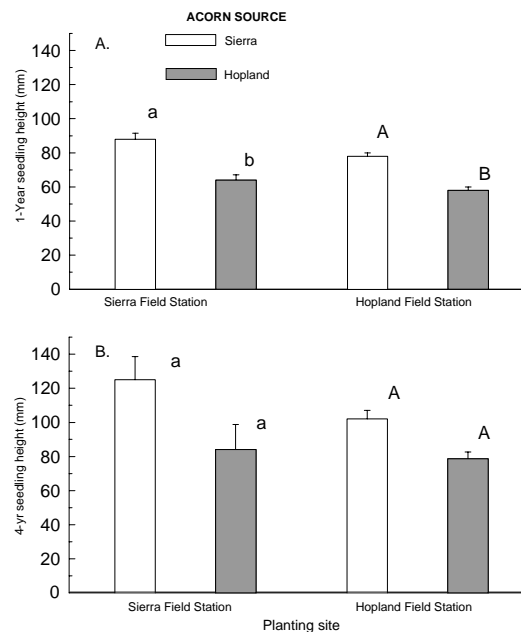 ACORN SOURCE
A.
Sierra
Hopland
1-Year seedling height (mm)
140
120
100
80
60
40
20
0
a
b
A
B
Sierra Field Station
Hopland Field Station
B.
4-yr seedling height (mm)
140
120
100
80
60
40
20
0
a
a
A
A
Sierra Field Station
Hopland Field Station
Planting site